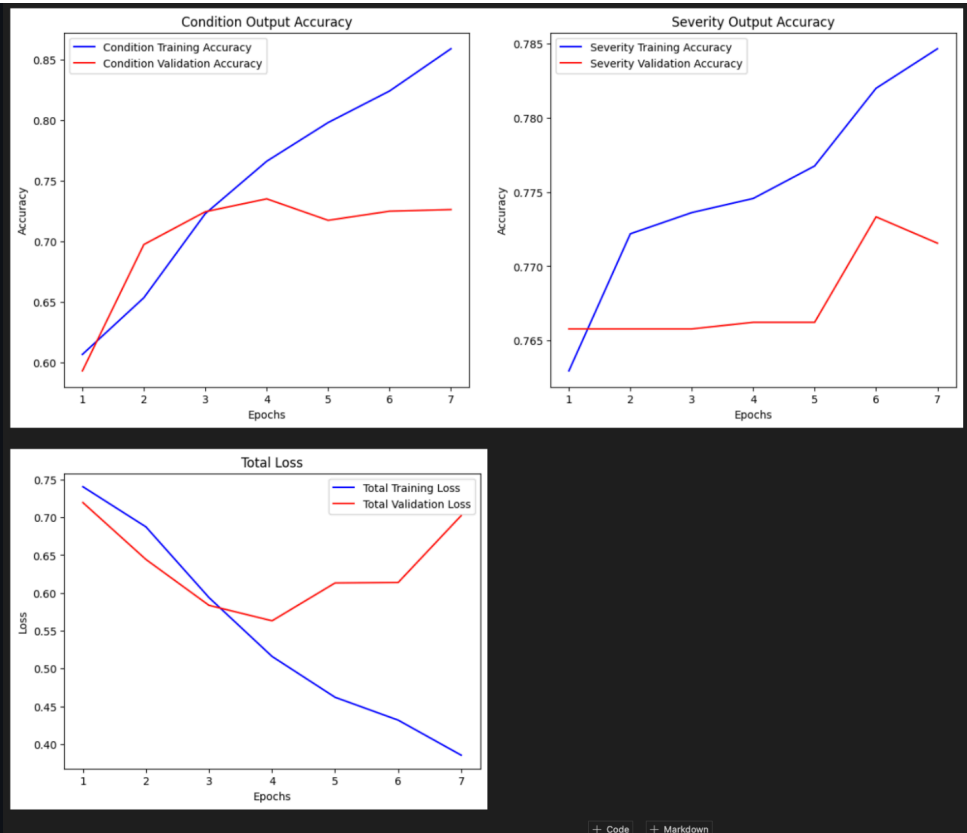 Condition Output Accuracy
Condition Training Accuracy
Condition Validation Accuracy
0.85
0.80
0.75
0.70
0.65
0.60
Accuracy
1 2 3 4 5 6 7
Epochs
Severity Output Accuracy
Severity Training Accuracy
Severity Validation Accuracy
0.785
0.780
0.775
0.770
0.765
Accuracy
1 2 3 4 5 6 7
Epochs
Total Loss
Total Training Loss
Total Validation Loss
0.75
0.70
0.65
0.60
0.55
0.50
0.45
0.40
Loss
1 2 3 4 5 6 7
Epochs
+ Code + Markdown